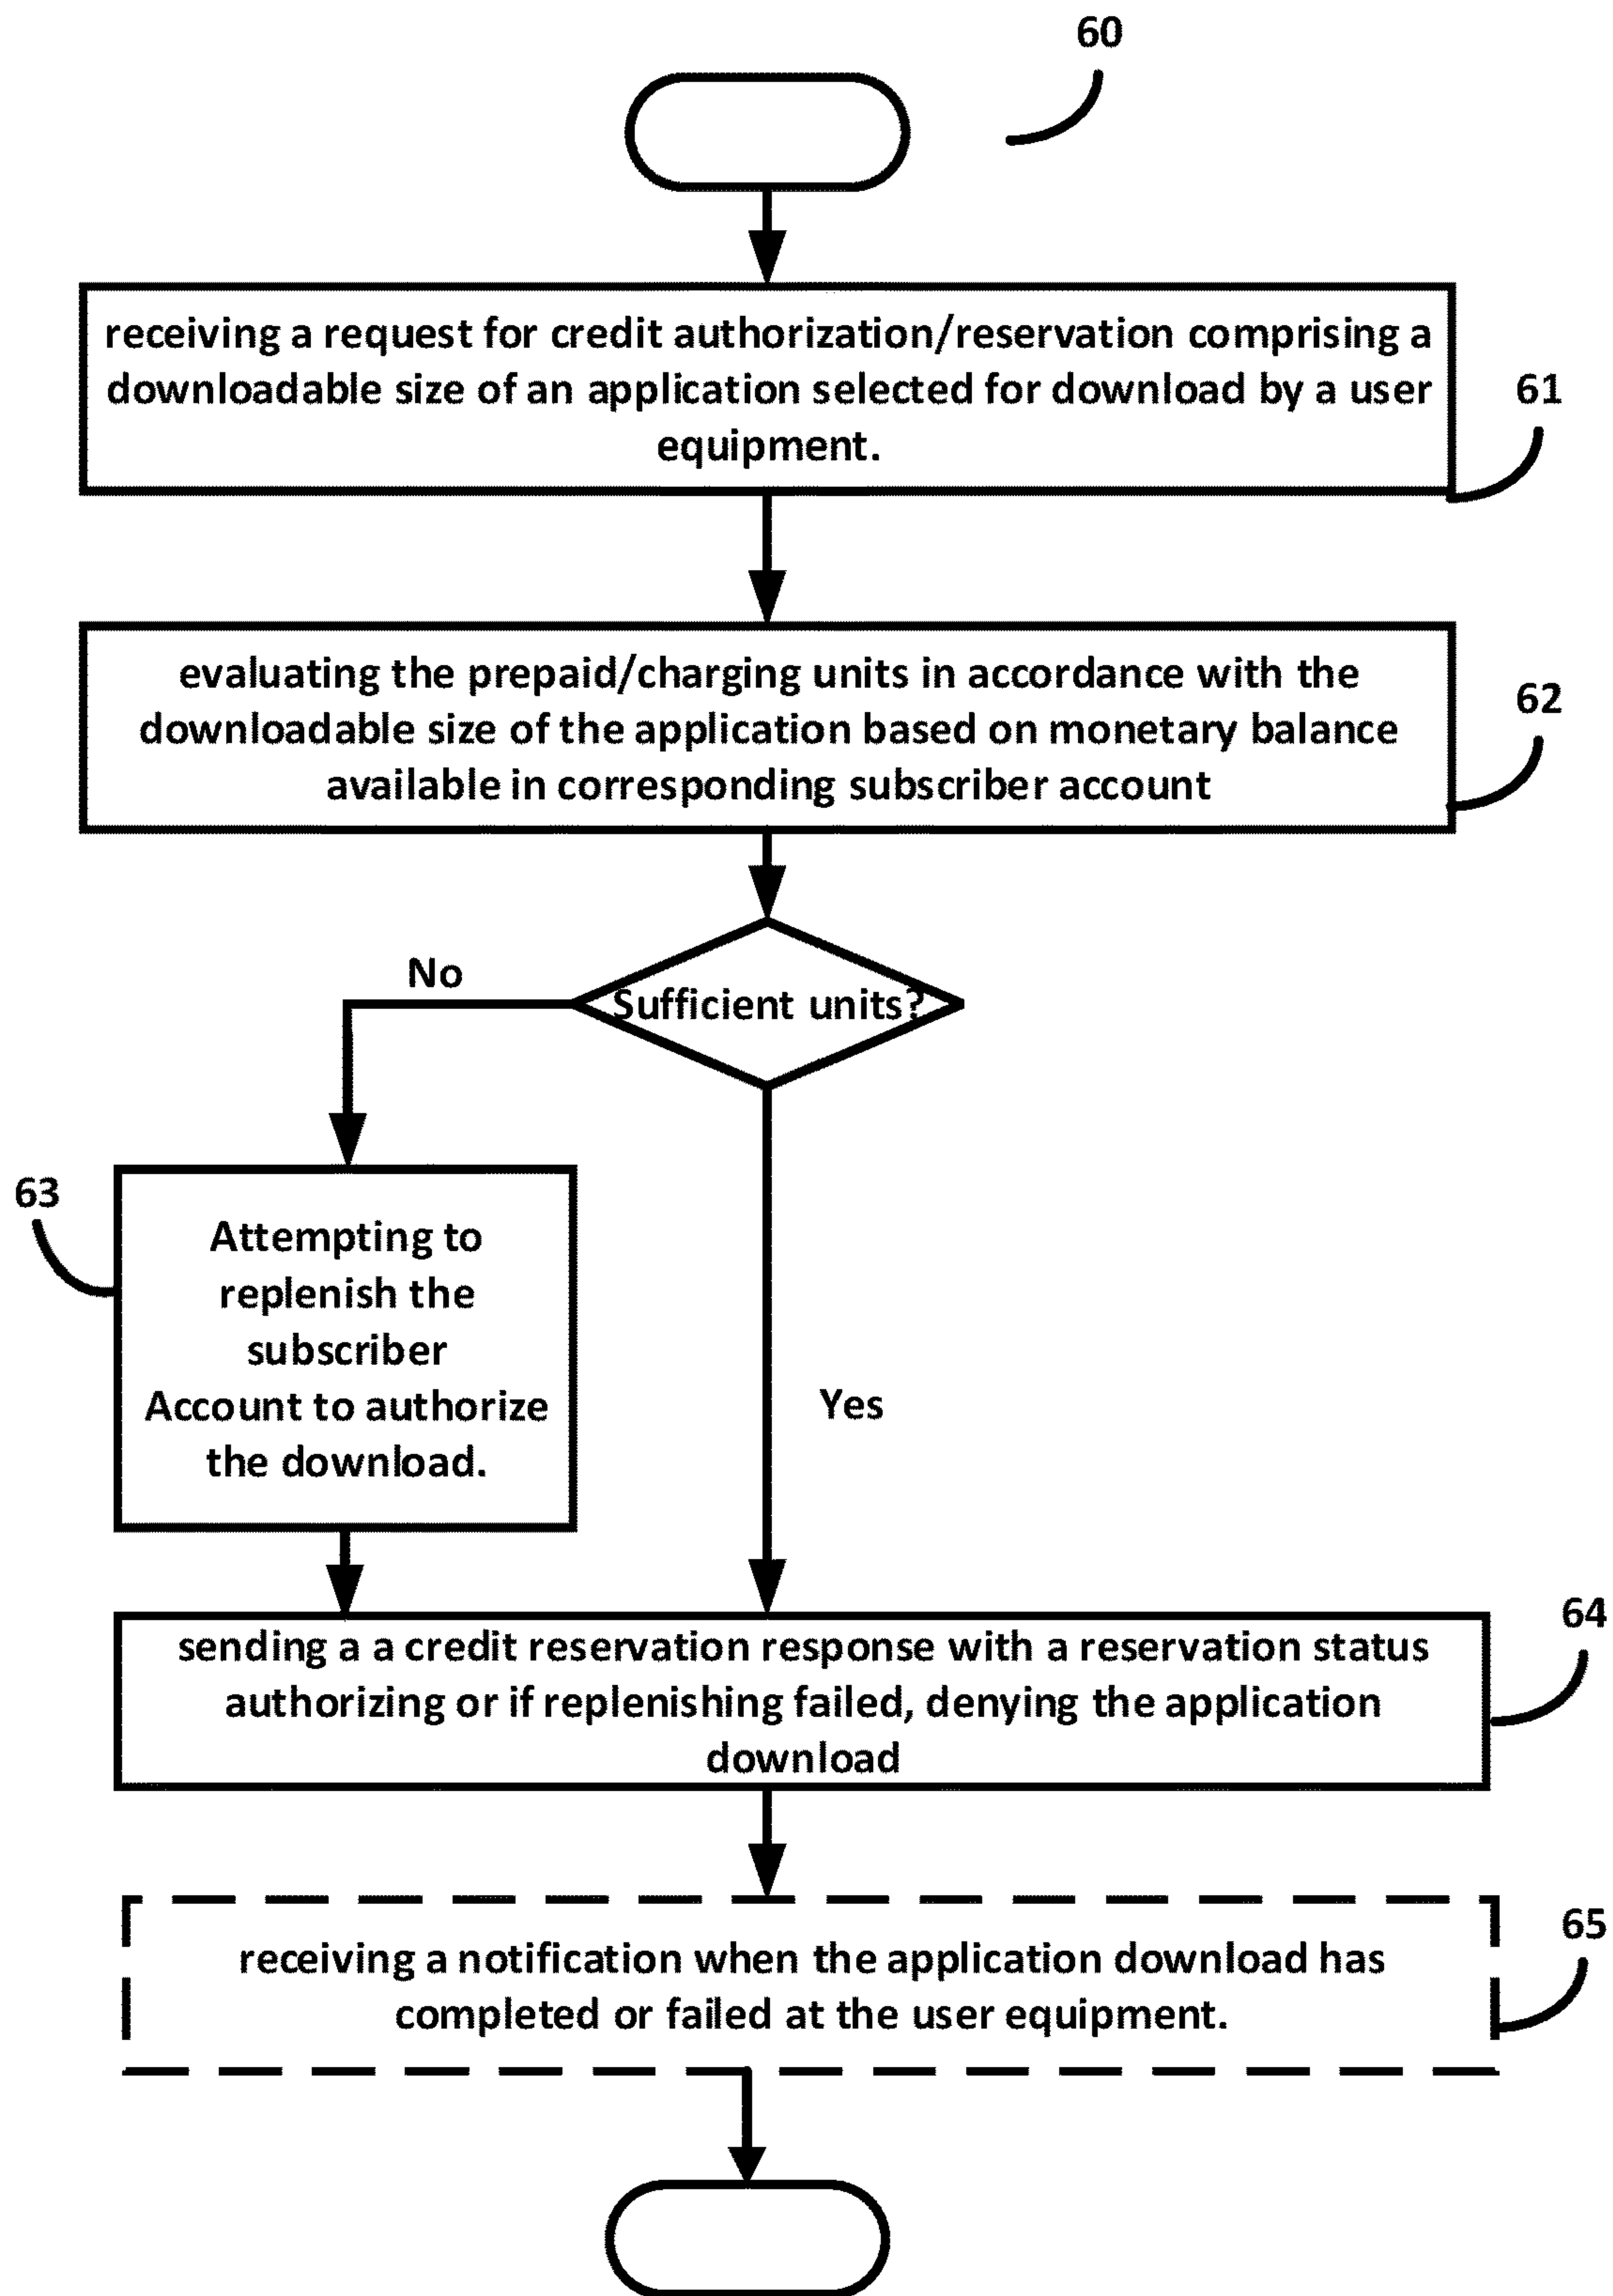 60
receiving a request for credit authorization/reservation comprising a
downloadable size of an application selected for download by a user
equipment.
61
evaluating the prepaid/charging units in accordance with the
downloadable size of the application based on monetary balance
available in corresponding subscriber account
62
No
Sufficient units?
63
Attempting to
replenish the
subscriber
Account to authorize
the download.
Yes
64
sending a a credit reservation response with a reservation status
authorizing or if replenishing failed, denying the application
download
65
receiving a notification when the application download has
completed or failed at the user equipment.